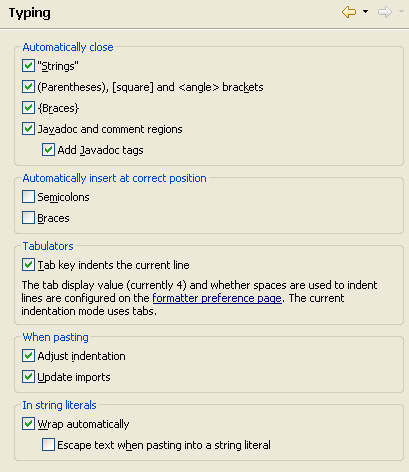 Typing
Automatically close
"Strings"
(Parentheses), [square] and <angle> brackets
{Braces}
Javadoc and comment regions
Add Javadoc tags
Automatically insert at correct position
Semicolons
Braces
Tabulators
Tab key indents the current line
The tab display value (currently 4) and whether spaces are used to indent
lines are configured on the formatter preference page. The current
indentation mode uses tabs.
When pasting
Adjust indentation
Update imports
In string literals
Wrap automatically
Escape text when pasting into a string literal